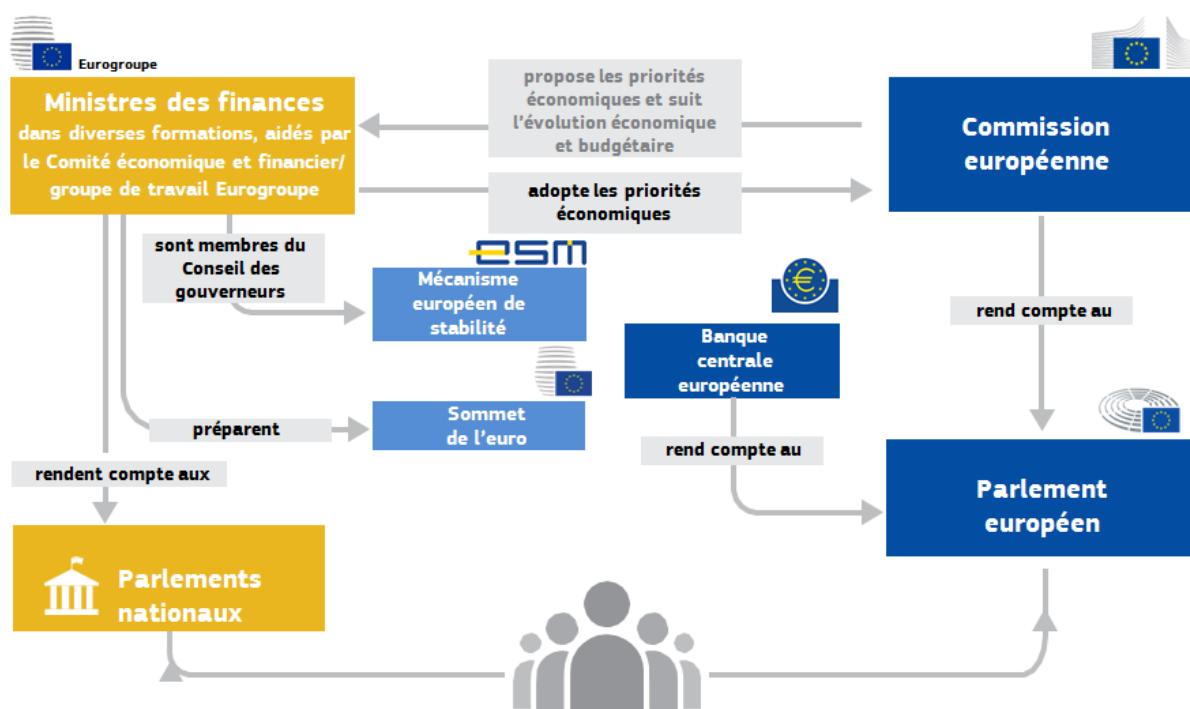 Eurogroupe
Ministres des finances
dans diverses formations, aidés par
le Comité économique et financier/
groupe de travail Eurogroupe
propose les priorités
économiques et suit
l'évolution économique
et budgétaire
Commission
européenne
adopte les priorités
économiques
sont membres du
Conseil des
gouverneurs
esm
Mécanisme
européen de
stabilité
€
Banque
centrale
européenne
rend compte au
Sommet
de l'euro
préparent
rend compte au
rendent compte aux
Parlement
européen
Parlements
nationaux